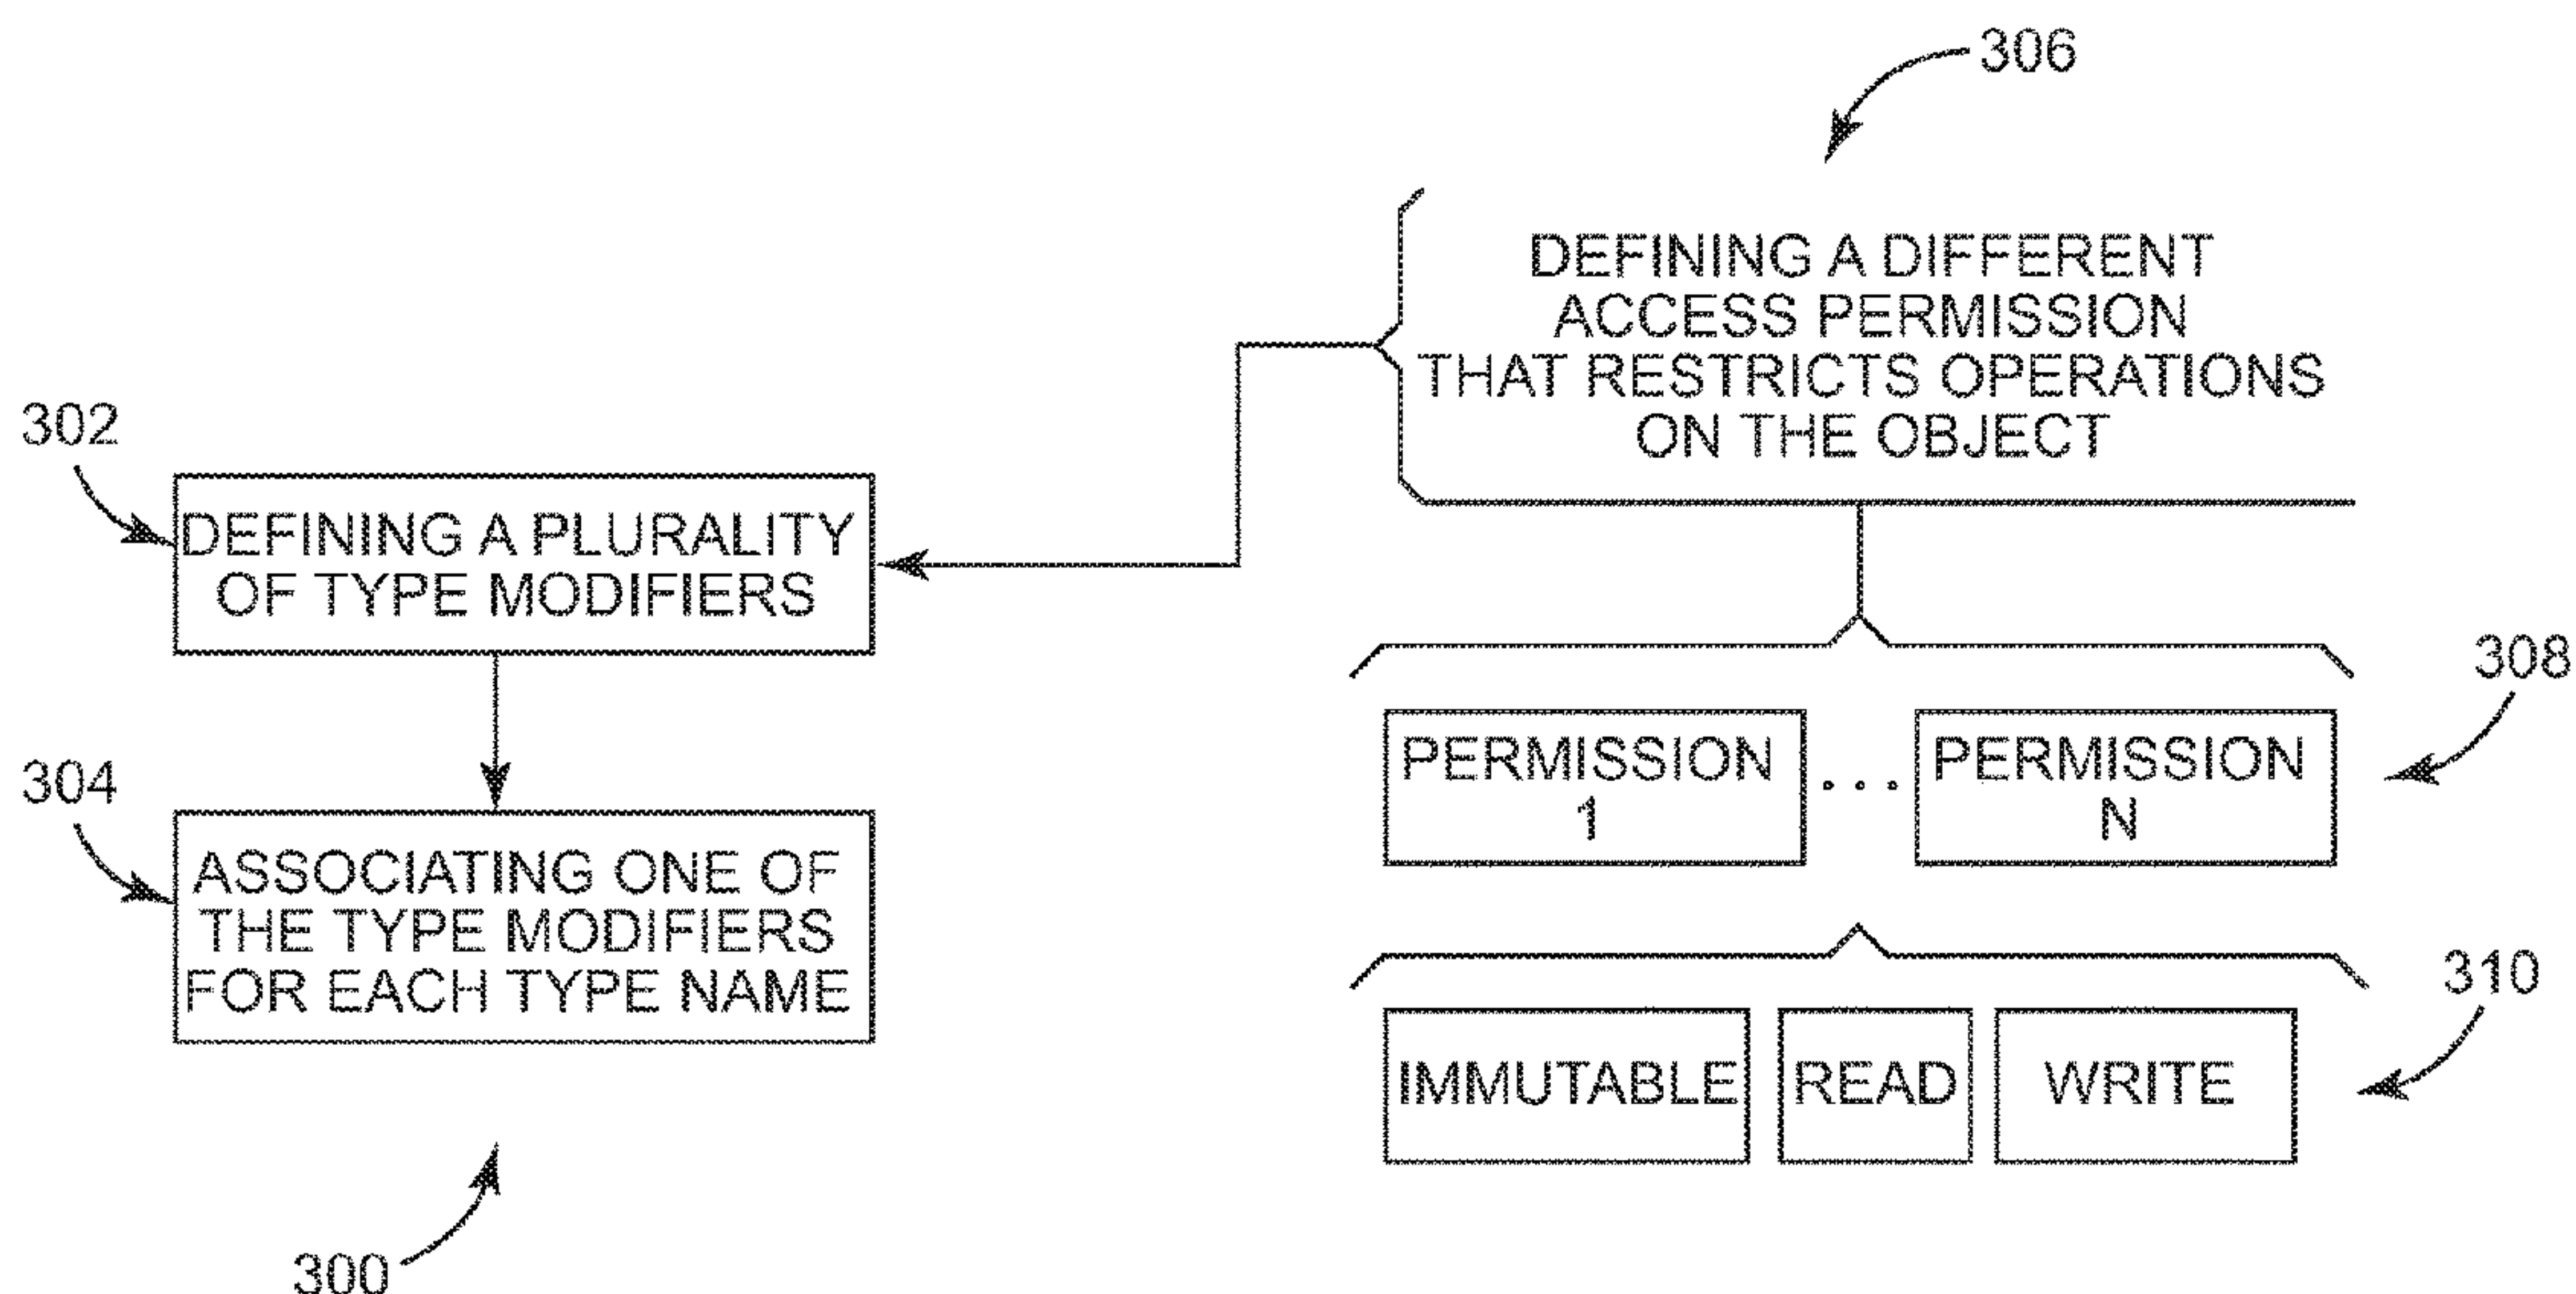 306
DEFINING A DIFFERENT
ACCESS PERMISSION
THAT RESTRICTS OPERATIONS
ON THE OBJECT
302
DEFINING A PLURALITY
OF TYPE MODIFIERS
308
PERMISSION
1
. . .
PERMISSION
N
304
ASSOCIATING ONE OF
THE TYPE MODIFIERS
FOR EACH TYPE NAME
310
IMMUTABLE
READ
WRITE
300